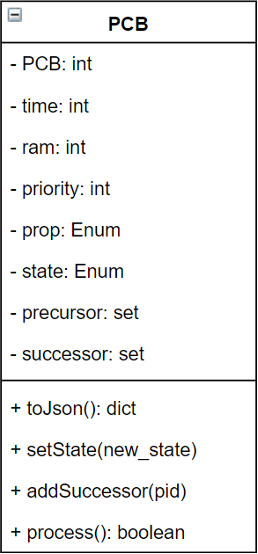 PCB
- PCB: int
- time: int
- ram: int
- priority: int
- prop: Enum
- state: Enum
- precursor: set
- successor: set
+ toJson(): dict
+ setState(new_state)
+ addSuccessor(pid)
+ process(): boolean